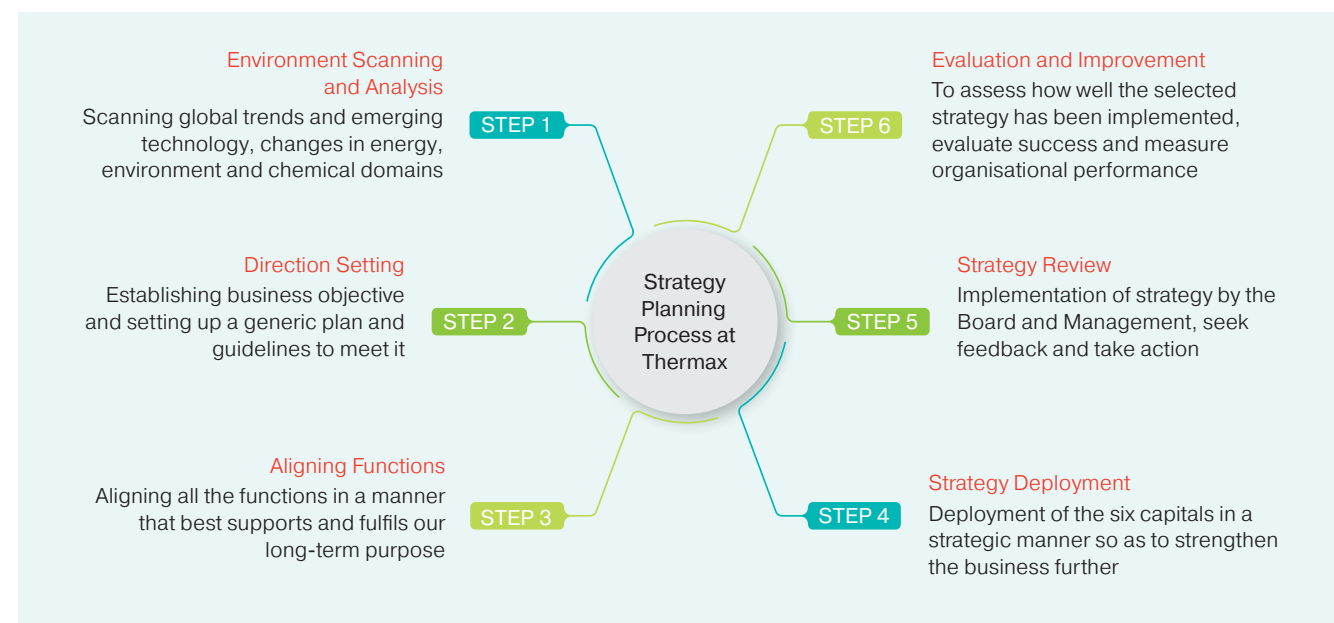 Environment Scanning
and Analysis
Scanning global trends and emerging
technology, changes in energy,
environment and chemical domains
STEP 1
Direction Setting
Establishing business objective
and setting up a generic plan and
guidelines to meet it
STEP 2
Aligning Functions
Aligning all the functions in a manner
that best supports and fulfils our
long-term purpose
STEP 3
Strategy
Planning
Process at
Thermax
STEP 4
Strategy Deployment
Deployment of the six capitals in a
strategic manner so as to strengthen
the business further
STEP 5
Strategy Review
Implementation of strategy by the
Board and Management, seek
feedback and take action
STEP 6
Evaluation and Improvement
To assess how well the selected
strategy has been implemented,
evaluate success and measure
organisational performance